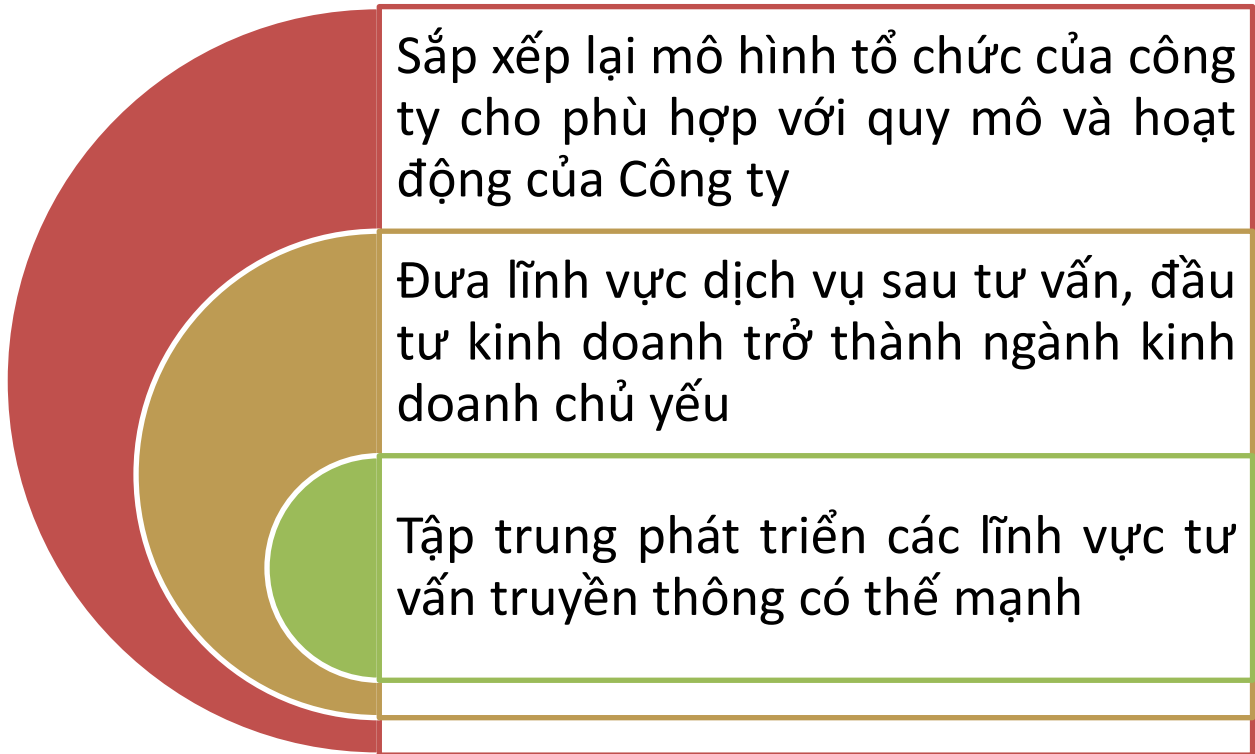 Sắp xếp lại mô hình tổ chức của công
ty cho phù hợp với quy mô và hoạt
động của Công ty
Đưa lĩnh vực dịch vụ sau tư vấn, đầu
tư kinh doanh trở thành ngành kinh
doanh chủ yếu
Tập trung phát triển các lĩnh vực tư
vấn truyền thông có thế mạnh